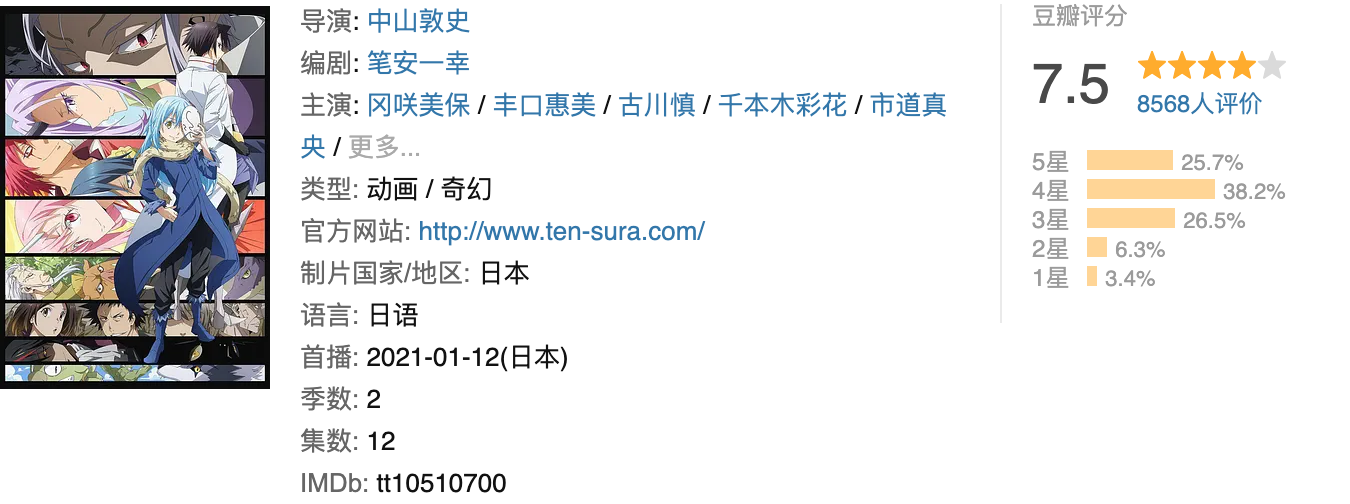 导演: 中山敦史
编剧: 笔安一幸
主演: 冈咲美保 / 丰口惠美 / 古川慎 / 千本木彩花 / 市道真
央 / 更多...
类型: 动画 / 奇幻
官方网站: http://www.ten-sura.com/
制片国家/地区: 日本
语言: 日语
首播: 2021-01-12(日本)
季数: 2
集数: 12
IMDb: tt10510700
豆瓣评分
7.5
8568人评价
5星 25.7%
4星 38.2%
3星 26.5%
2星 6.3%
1星 3.4%